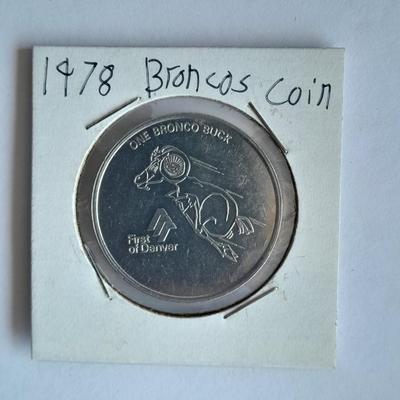 1978 Broncos Coin
ONE BRONCO BUCK
First
of Denver